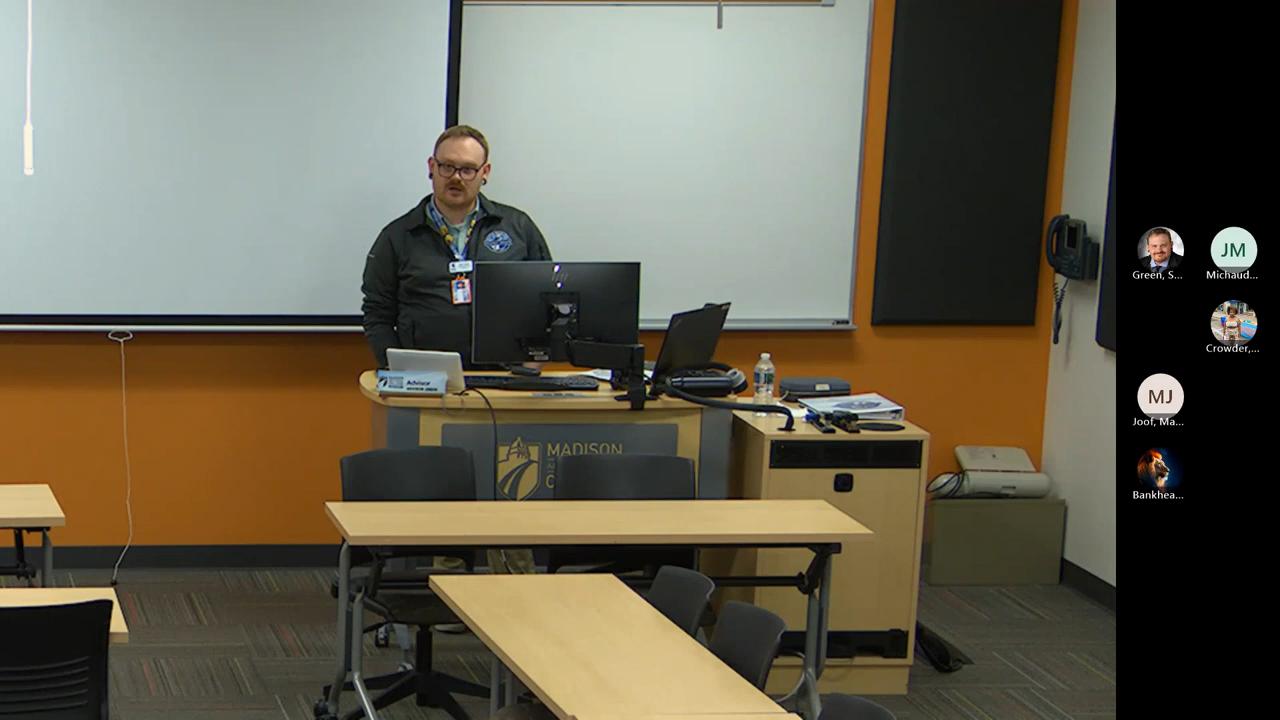 Advisor
MADISON
C
Green, S...
JM
Michaud...
Crowder,...
MJ
Joof, Ma...
Bankhea...